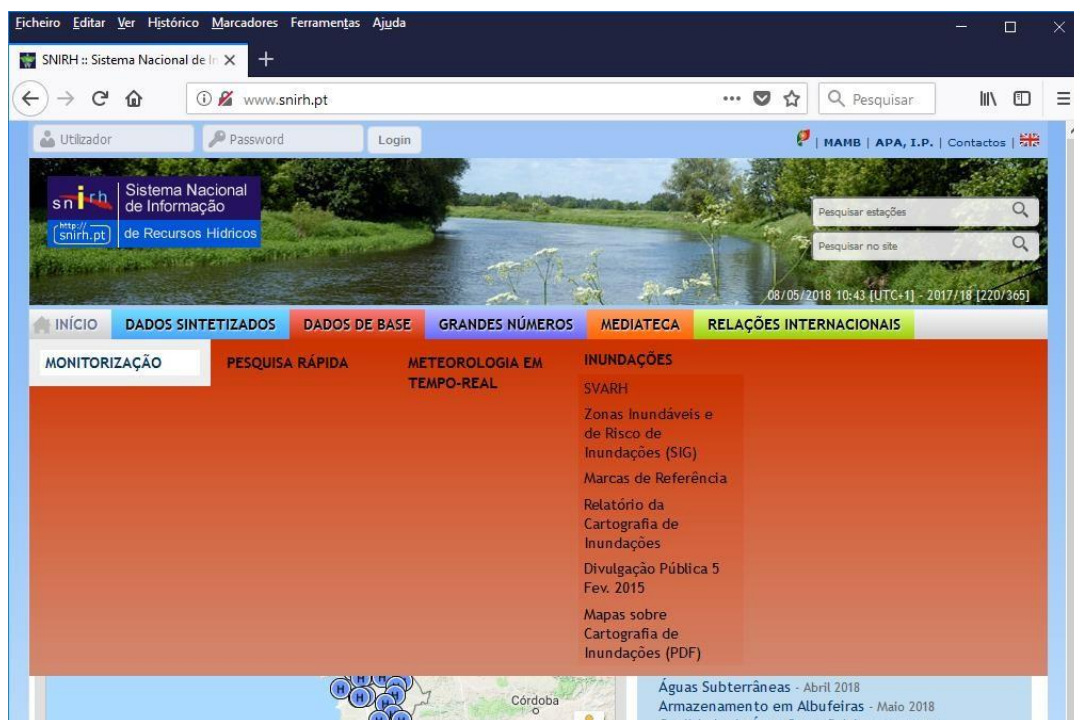 Ficheiro Editar Ver Histórico Marcadores Ferramentas Ajuda
SNIRH :: Sistema Nacional de In
www.snirh.pt
Pesquisar
Utilizador
Password
Login
| MAMB | APA, I.P. | Contactos |
snirh
Sistema Nacional
de Informação
http://
snirh.pt
de Recursos Hídricos
Pesquisar estações
Pesquisar no site
08/05/2018 10:43 [UTC-1] - 2017/18 [220/365]
INÍCIO DADOS SINTETIZADOS DADOS DE BASE GRANDES NÚMEROS MEDIATECA RELAÇÕES INTERNACIONAIS
MONITORIZAÇÃO
PESQUISA RÁPIDA
METEOROLOGIA EM
TEMPO-REAL
INUNDAÇÕES
SVARH
Zonas Inundáveis e
de Risco de
Inundações (SIG)
Marcas de Referência
Relatório da
Cartografia de
Inundações
Divulgação Pública 5
Fev. 2015
Mapas sobre
Cartografia de
Inundações (PDF)
H H H
H H H
Córdoba
Águas Subterrâneas - Abril 2018
Armazenamento em Albufeiras - Maio 2018